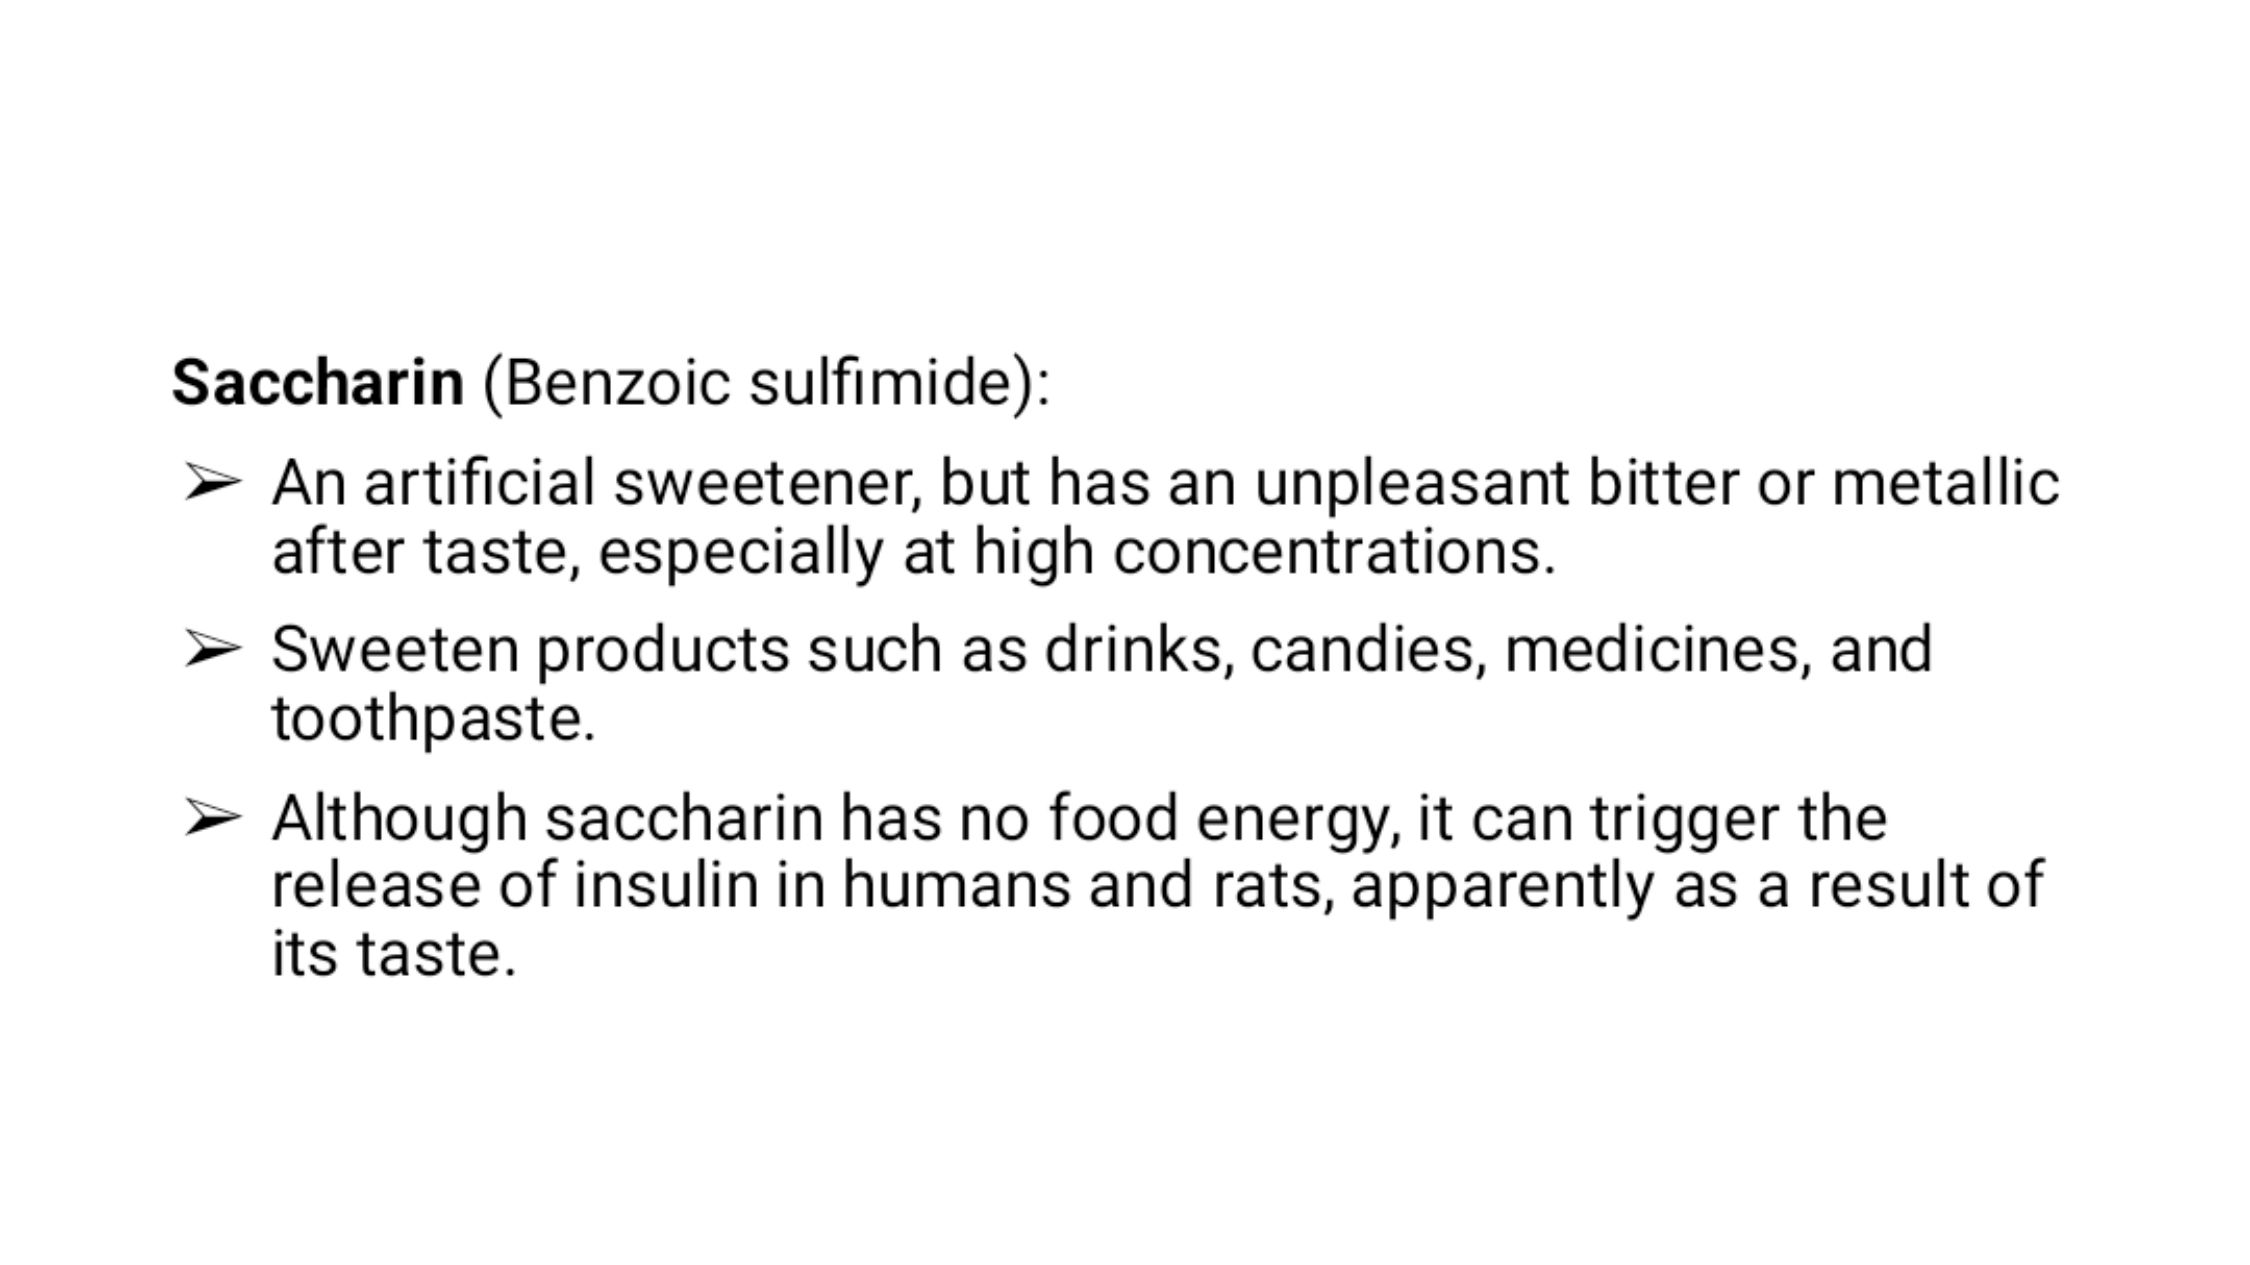 Saccharin (Benzoic sulfimide):
➢ An artificial sweetener, but has an unpleasant bitter or metallic
after taste, especially at high concentrations.
➢ Sweeten products such as drinks, candies, medicines, and
toothpaste.
➢ Although saccharin has no food energy, it can trigger the
release of insulin in humans and rats, apparently as a result of
its taste.